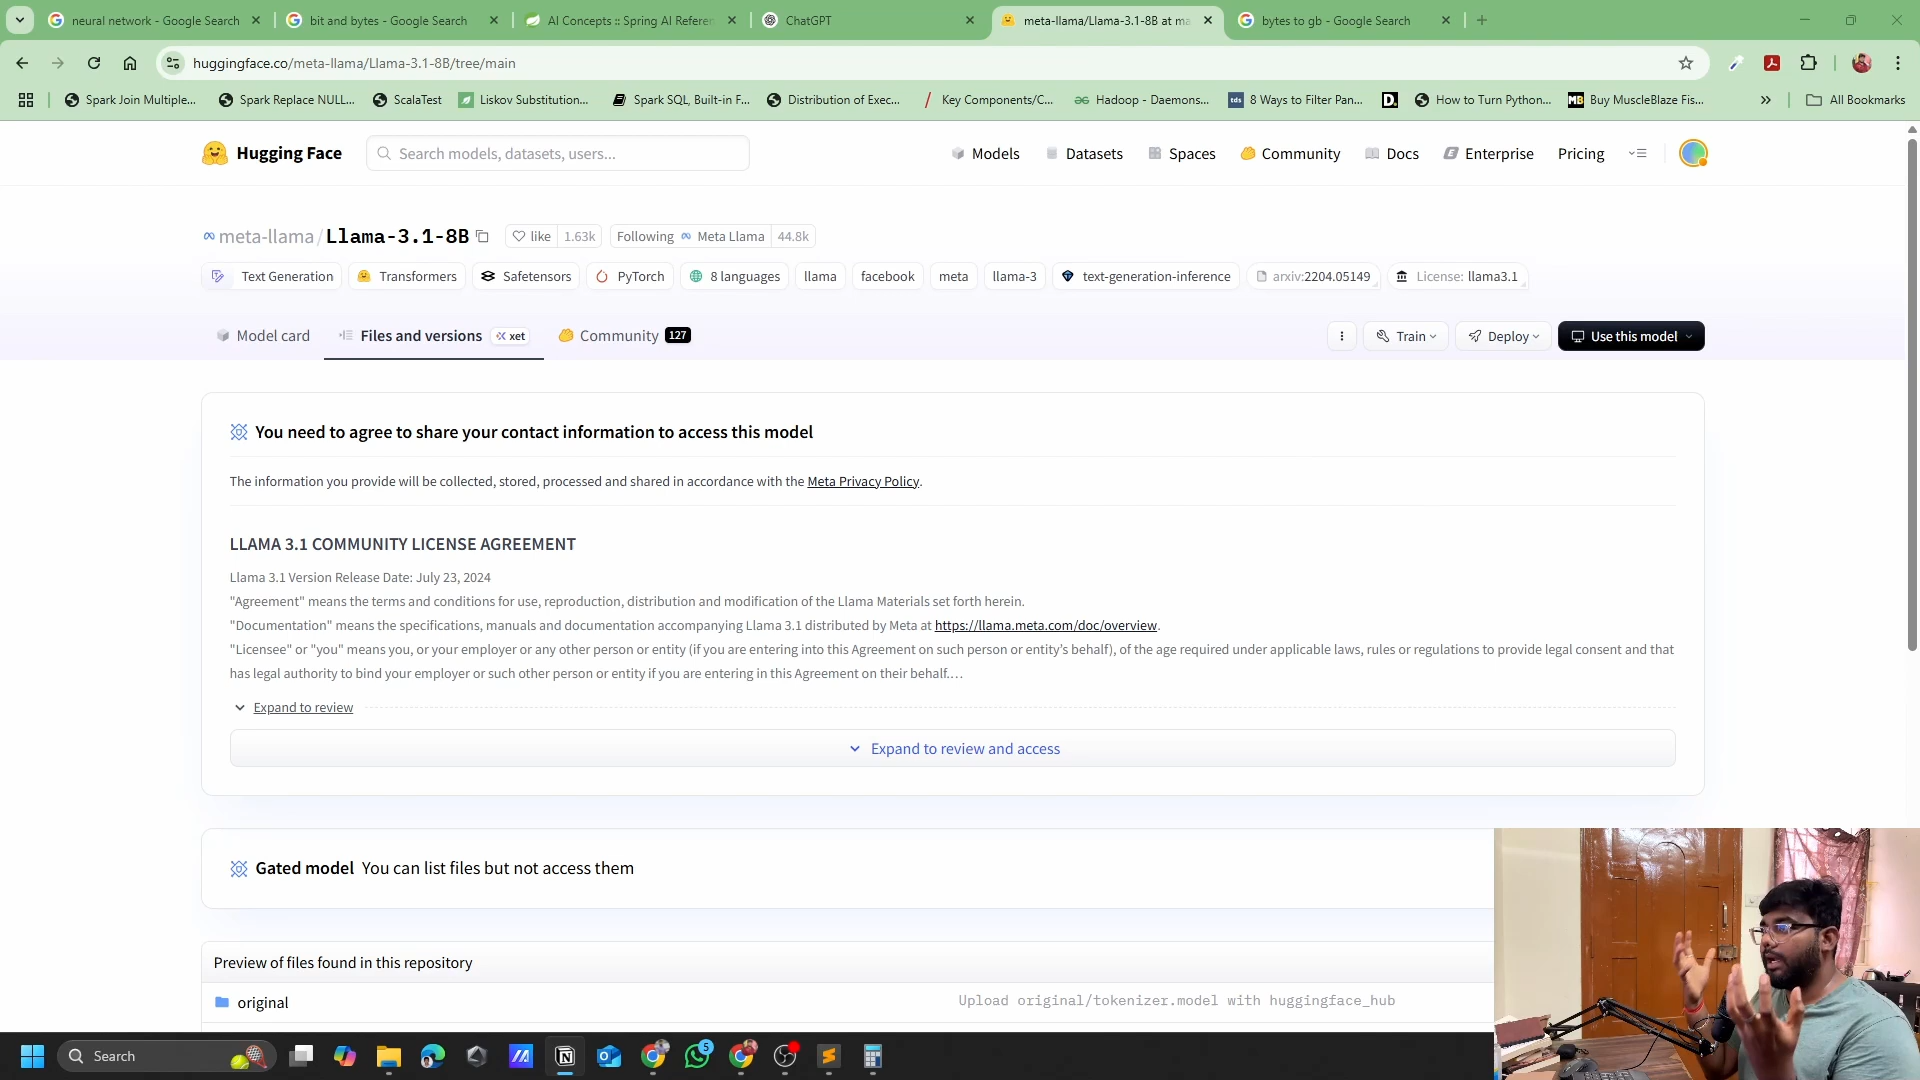 neural network - Google Search
bit and bytes - Google Search
AI Concepts :: Spring AI Referen
ChatGPT
meta-llama/Llama-3.1-8B at ma
bytes to gb - Google Search
huggingface.co/meta-llama/Llama-3.1-8B/tree/main
Spark Join Multiple...
Spark Replace NULL...
ScalaTest
Liskov Substitution...
Spark SQL, Built-in F...
Distribution of Exec...
Key Components/C...
Hadoop - Daemons...
tds
8 Ways to Filter Pan...
D.
How to Turn Python...
MB
Buy MuscleBlaze Fis...
All Bookmarks
Hugging Face
Search models, datasets, users...
Models
Datasets
Spaces
Community
Docs
Enterprise
Pricing
meta-llama/Llama-3.1-8B
like 1.63k
Following Meta Llama 44.8k
Text Generation
Transformers
Safetensors
PyTorch
8 languages
llama
facebook
meta
llama-3
text-generation-inference
arxiv:2204.05149
License: llama3.1
Model card
Files and versions
xet
Community 127
Train
Deploy
Use this model
You need to agree to share your contact information to access this model
The information you provide will be collected, stored, processed and shared in accordance with the Meta Privacy Policy.
LLAMA 3.1 COMMUNITY LICENSE AGREEMENT
Llama 3.1 Version Release Date: July 23, 2024
"Agreement" means the terms and conditions for use, reproduction, distribution and modification of the Llama Materials set forth herein.
"Documentation" means the specifications, manuals and documentation accompanying Llama 3.1 distributed by Meta at https://llama.meta.com/doc/overview.
"Licensee" or "you" means you, or your employer or any other person or entity (if you are entering into this Agreement on such person or entity's behalf), of the age required under applicable laws, rules or regulations to provide legal consent and that
has legal authority to bind your employer or such other person or entity if you are entering in this Agreement on their behalf....
Expand to review
Expand to review and access
Gated model You can list files but not access them
Preview of files found in this repository
original
Upload original/tokenizer.model with huggingface_hub
Search
5